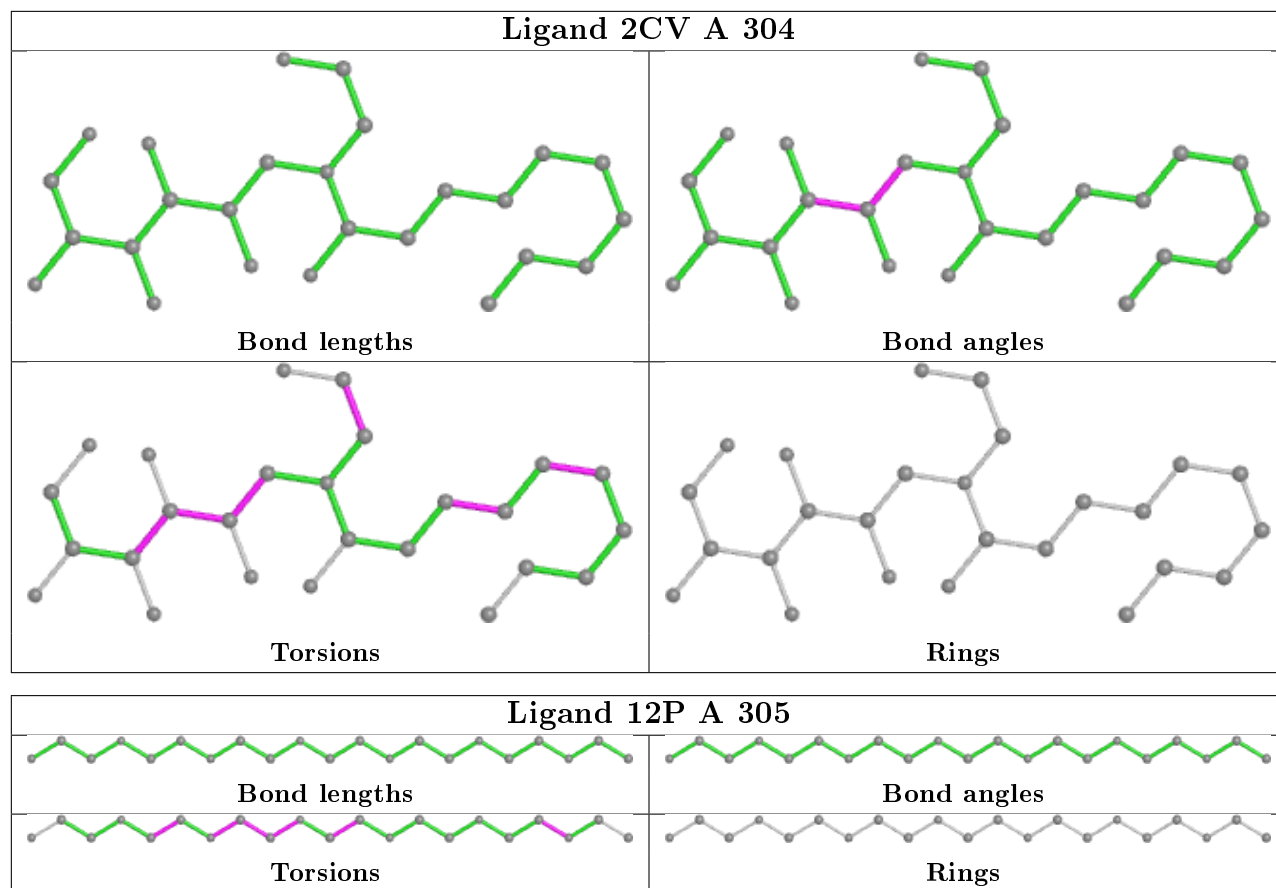 Ligand 2CV A 304
Bond lengths
Bond angles
Torsions
Rings
Ligand 12P A 305
Bond lengths
Bond angles
Torsions
Rings